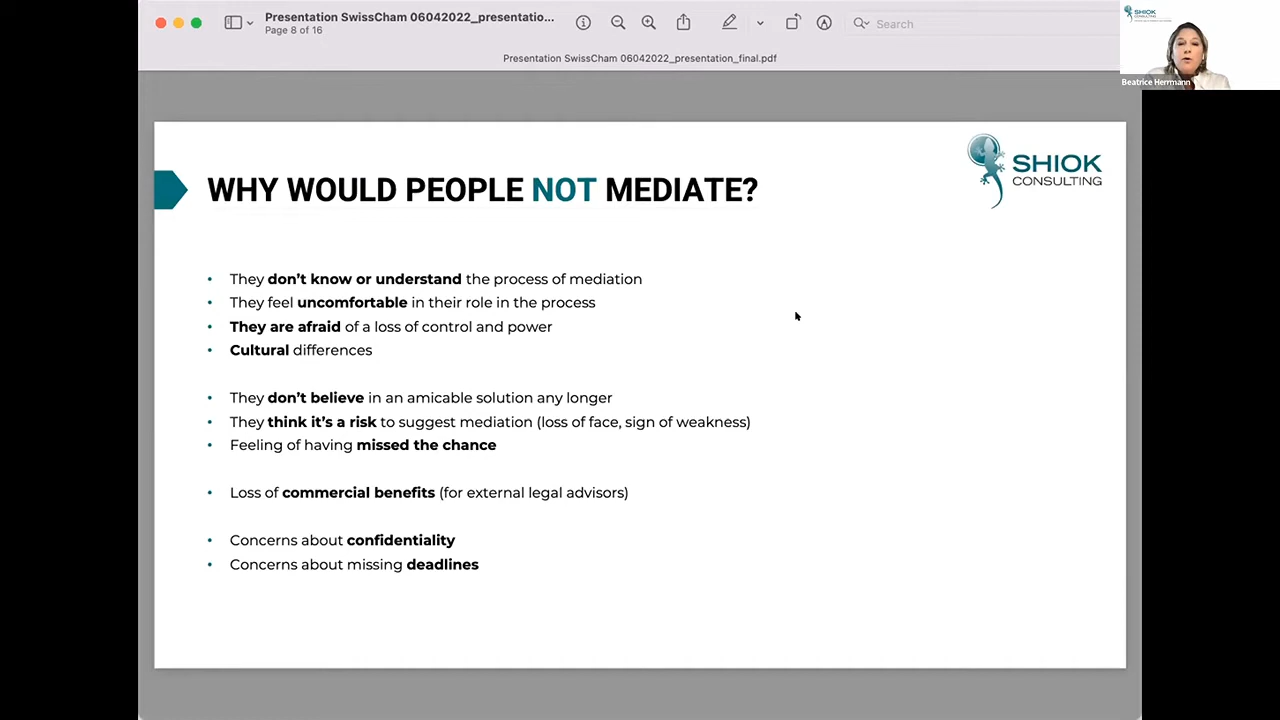 Presentation SwissCham 06042022_presentatio...
Page 8 of 16
Search
Presentation SwissCham 06042022_presentation_final.pdf
SHIOK
CONSULTING
Beatrice Herrmann
SHIOK
CONSULTING
WHY WOULD PEOPLE NOT MEDIATE?
• They don't know or understand the process of mediation
• They feel uncomfortable in their role in the process
• They are afraid of a loss of control and power
• Cultural differences
• They don't believe in an amicable solution any longer
• They think it's a risk to suggest mediation (loss of face, sign of weakness)
• Feeling of having missed the chance
• Loss of commercial benefits (for external legal advisors)
• Concerns about confidentiality
• Concerns about missing deadlines